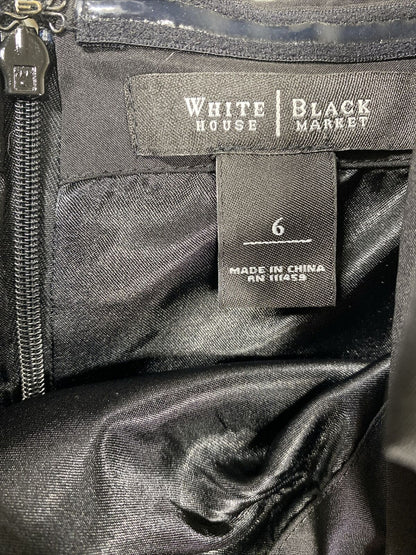 WHITE | BLACK
HOUSE | MARKET
6
MADE IN CHINA
RN 111459